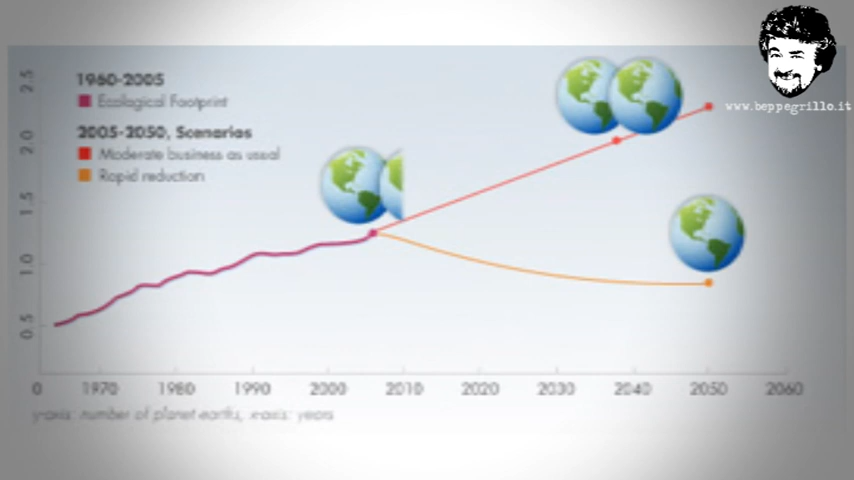 www.beppegrillo.it
1960-2005
Ecological Footprint
2005-2050, Scenarios
Moderate business as usual
Rapid reduction
2.5
2.0
1.5
1.0
0.5
0 1970 1980 1990 2000 2010 2020 2030 2040 2050 2060
y-axis: number of planet earths, x-axis: years